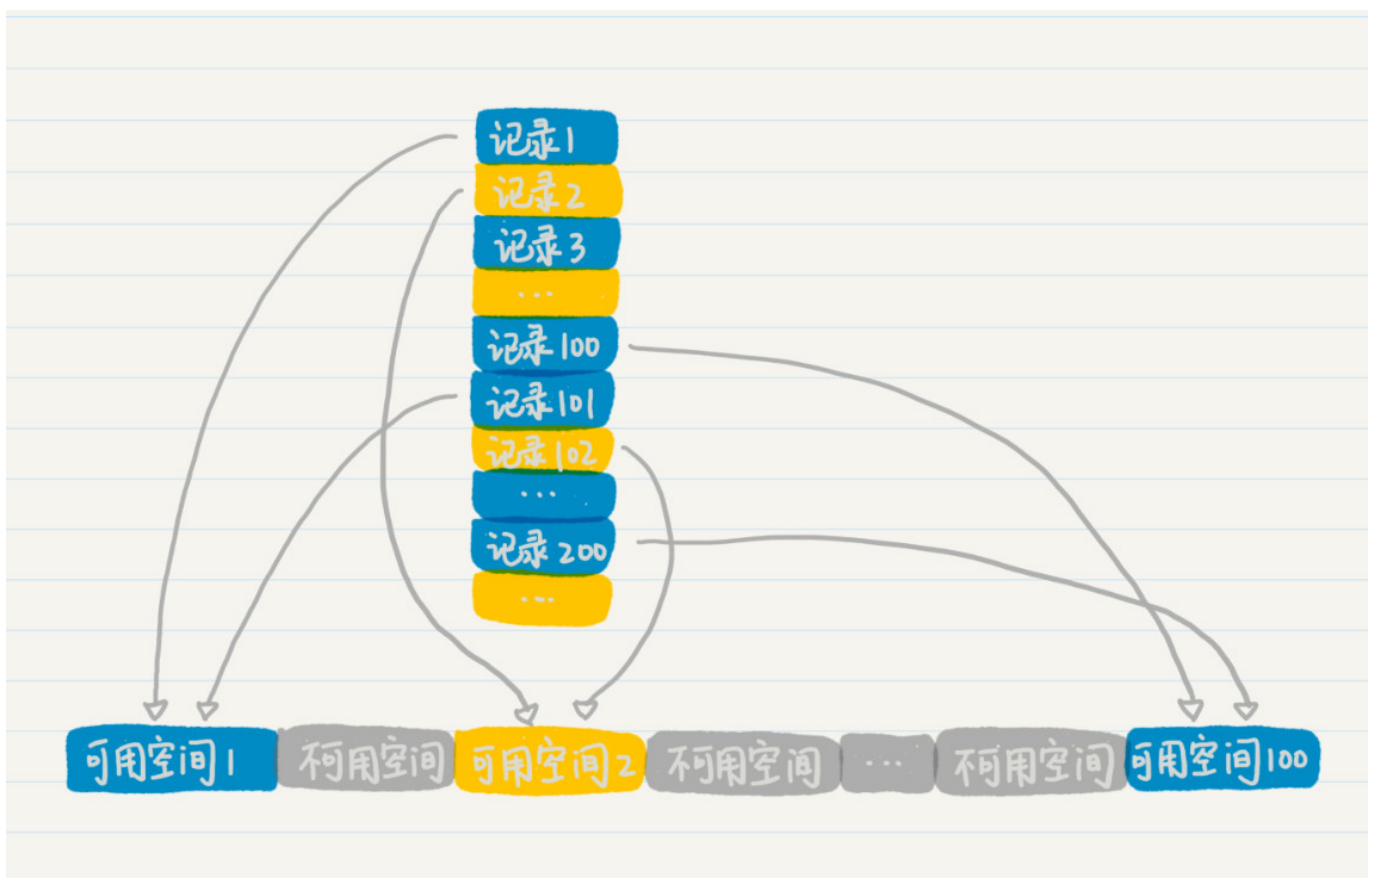 记录1
记录2
记录3
...
记录100
记录101
记录102
...
记录200
...
可用空间1 不可用空间 可用空间2 不可用空间 ... 不可用空间 可用空间100